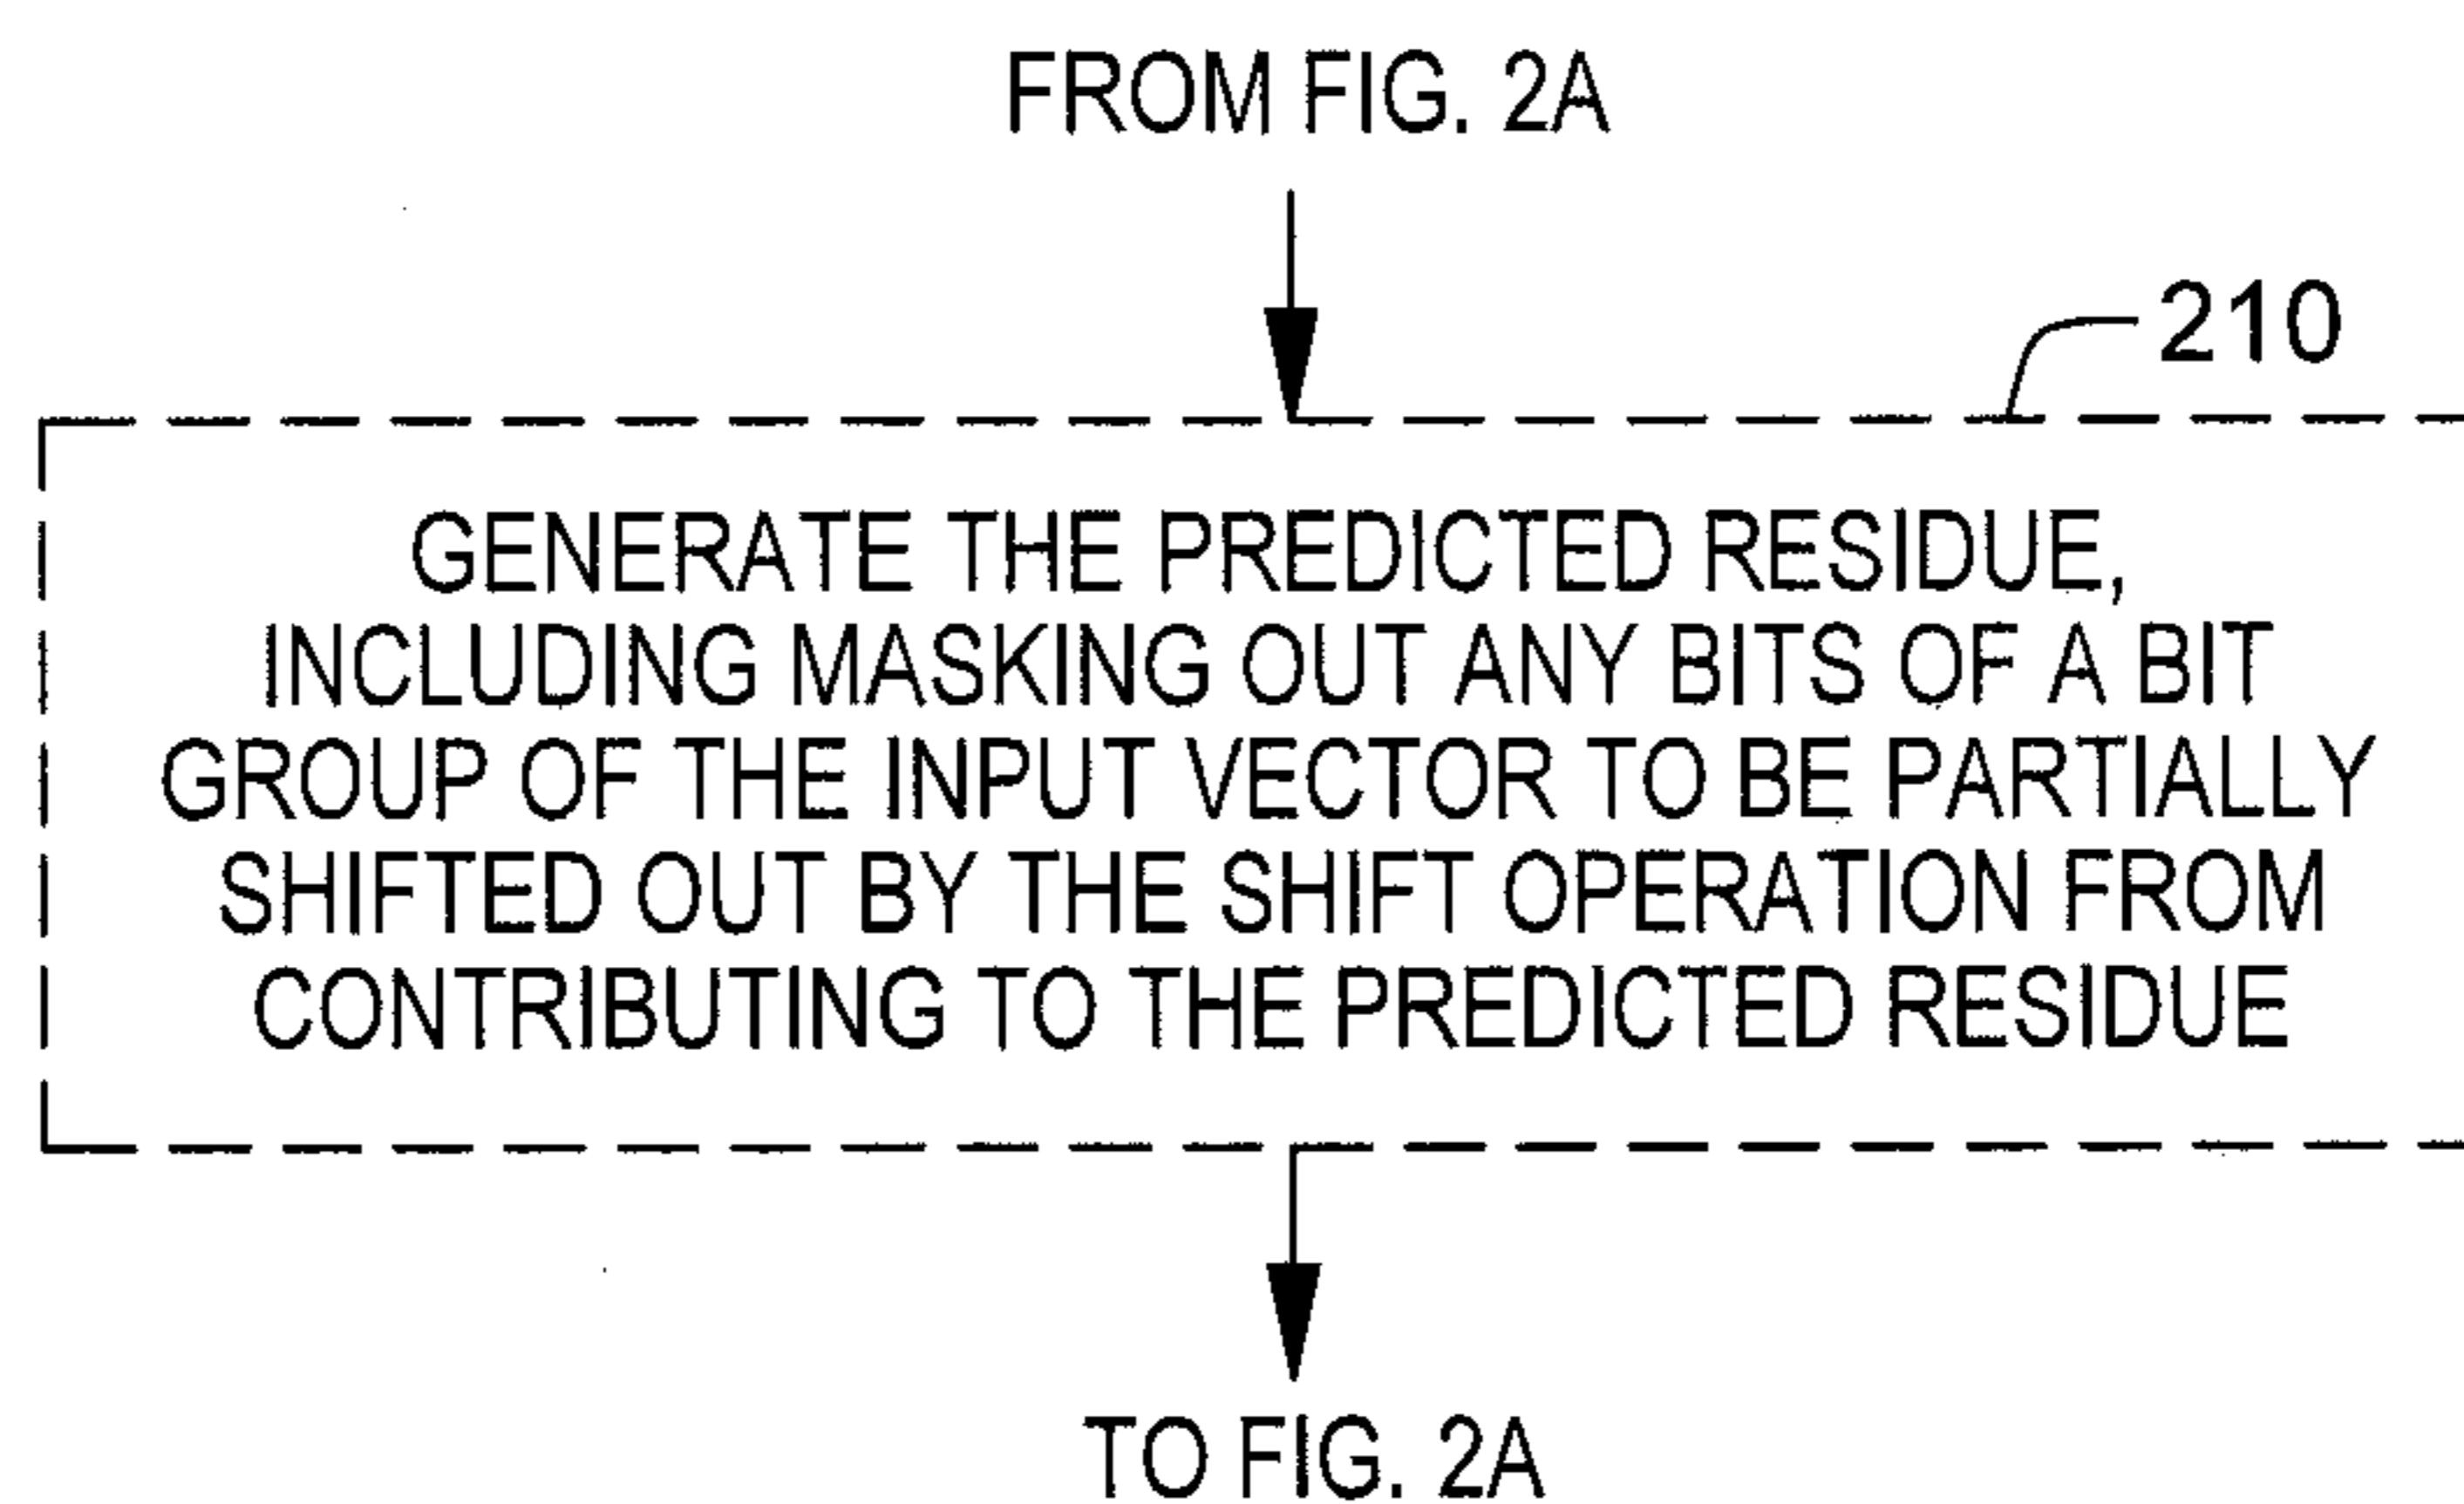 FROM FIG. 2A
210
GENERATE THE PREDICTED RESIDUE,
INCLUDING MASKING OUT ANY BITS OF A BIT
GROUP OF THE INPUT VECTOR TO BE PARTIALLY
SHIFTED OUT BY THE SHIFT OPERATION FROM
CONTRIBUTING TO THE PREDICTED RESIDUE
TO FIG. 2A